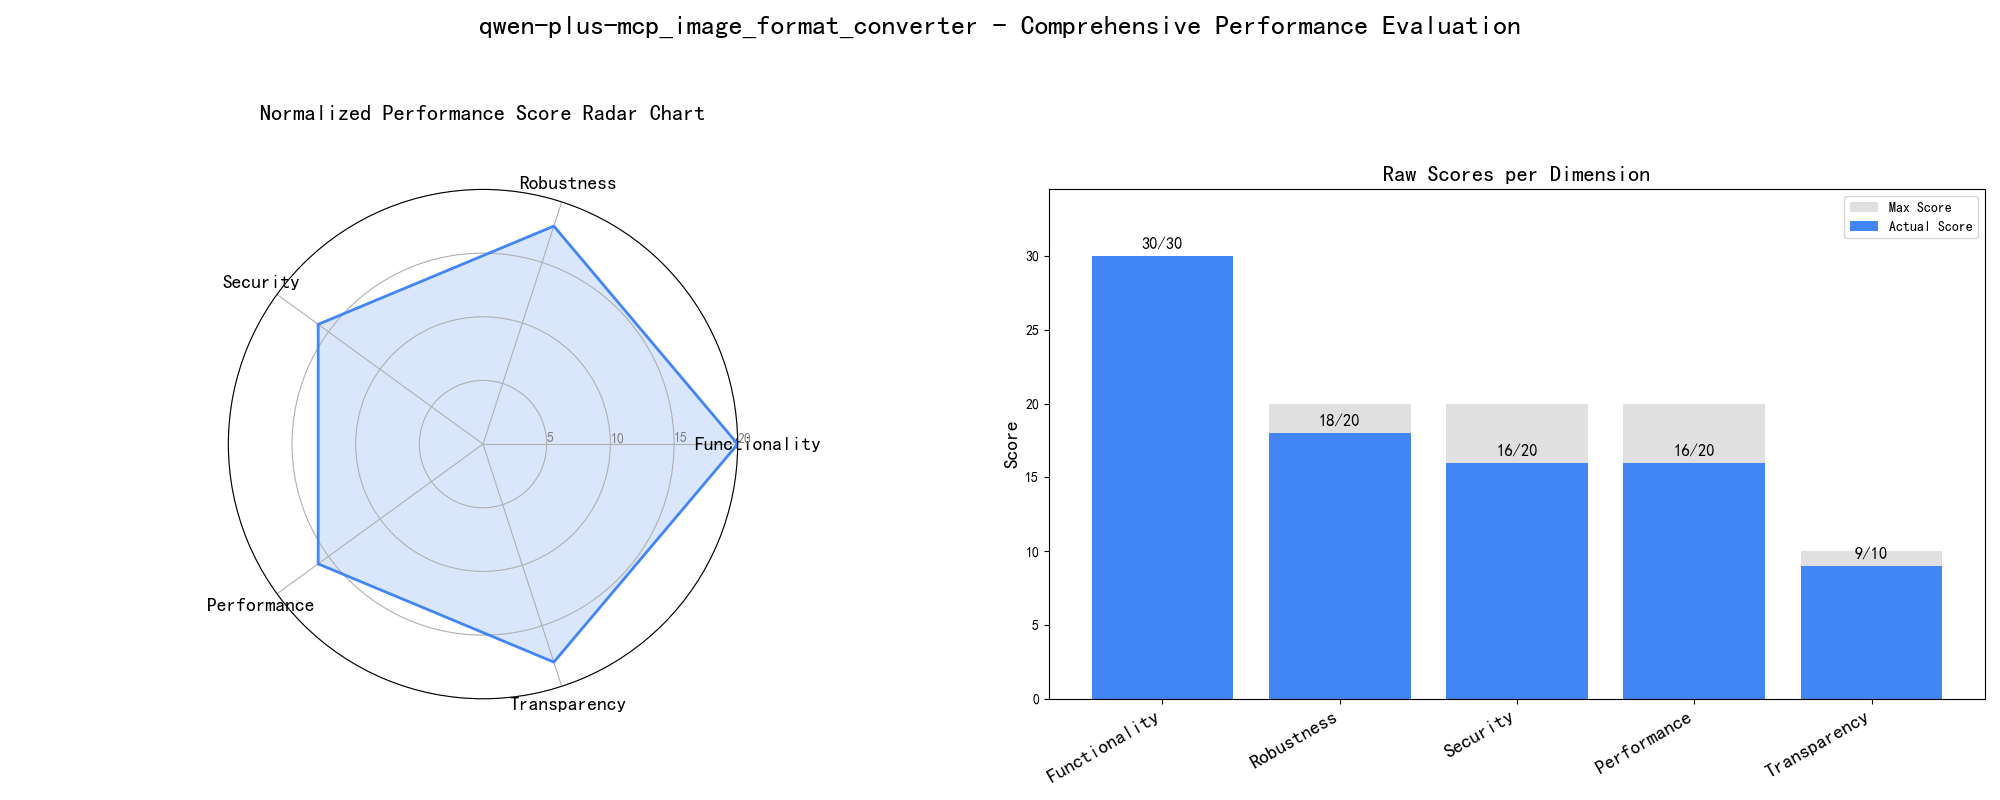 qwen-plus-mcp_image_format_converter - Comprehensive Performance Evaluation
Normalized Performance Score Radar Chart
Robustness
Security
Functionality
Performance
Transparency
5
10
15
20
Raw Scores per Dimension
Max Score
Actual Score
Score
30
25
20
15
10
5
0
30/30
18/20
16/20
16/20
9/10
Functionality
Robustness
Security
Performance
Transparency